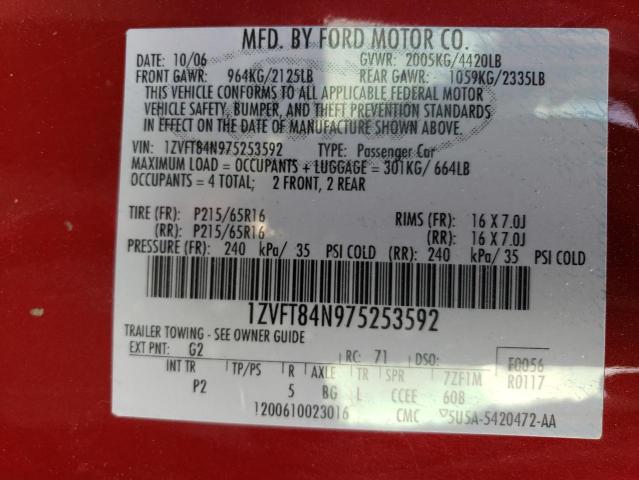 MFD. BY FORD MOTOR CO.
DATE: 10/06 GVWR: 2005KG/4420LB
FRONT GAWR: 964KG/2125LB REAR GAWR: 1059KG/2335LB
THIS VEHICLE CONFORMS TO ALL APPLICABLE FEDERAL MOTOR
VEHICLE SAFETY, BUMPER, AND THEFT PREVENTION STANDARDS
IN EFFECT ON THE DATE OF MANUFACTURE SHOWN ABOVE.
VIN: 1ZVFT84N975253592 TYPE: Passenger Car
MAXIMUM LOAD = OCCUPANTS + LUGGAGE = 301KG/ 664LB
OCCUPANTS = 4 TOTAL; 2 FRONT, 2 REAR
TIRE (FR): P215/65R16 RIMS (FR): 16 X 7.0J
(RR): P215/65R16 (RR): 16 X 7.0J
PRESSURE (FR): 240 kPa/ 35 PSI COLD (RR): 240 kPa/ 35 PSI COLD
1ZVFT84N975253592
TRAILER TOWING - SEE OWNER GUIDE
EXT PNT: G2 RC: 71 DSO: F0056
INT TR TP/PS R AXLE TR SPR 7ZF1M R0117
P2 5 BG L CCEE 60B
1200610023016 CMC 5U5A-5420472-AA